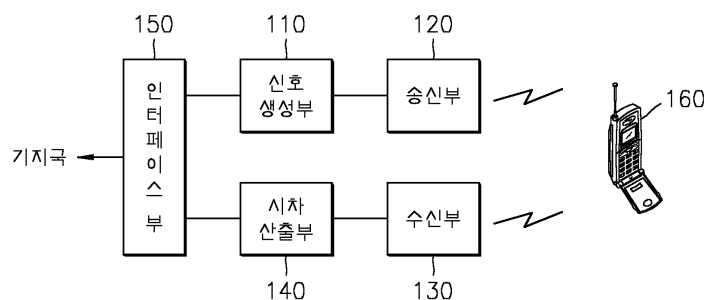 150
110
120
인터페이스부
신호
생성부
송신부
160
기지국
시차
산출부
수신부
140
130